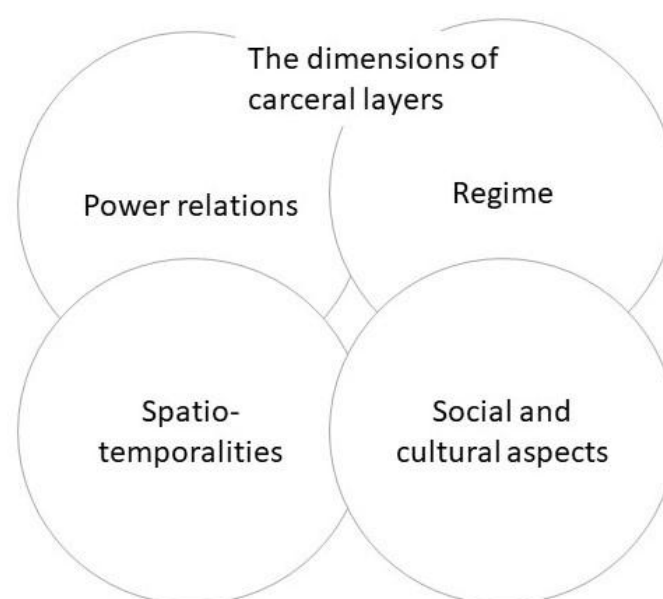 The dimensions of
carceral layers
Power relations
Regime
Spatio-
temporalities
Social and
cultural aspects